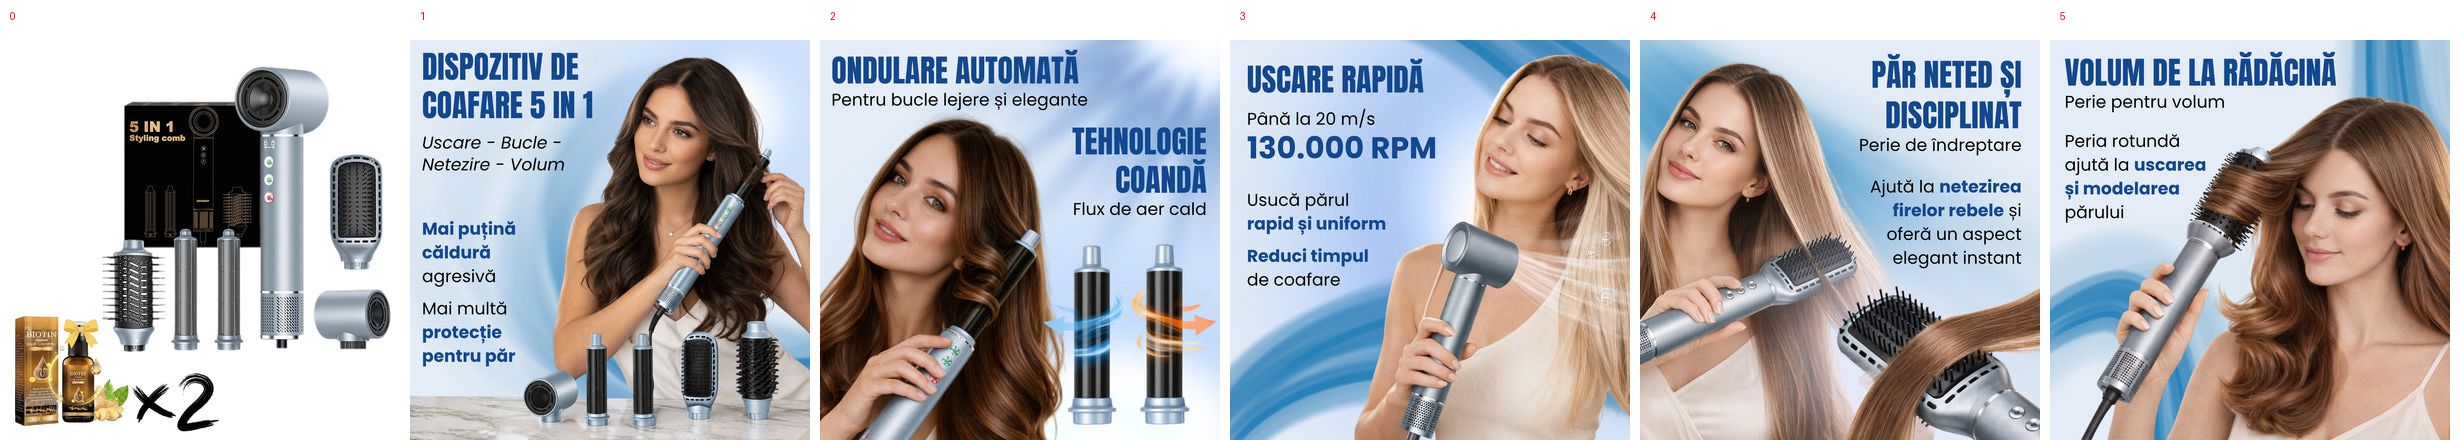 0
5 IN 1
Styling comb
BIOTIN
BIOTIN
x2
1
DISPOZITIV DE
COAFARE 5 IN 1
Uscare - Bucle -
Netezire - Volum
Mai puțină
căldură
agresivă
Mai multă
protecție
pentru păr
2
ONDULARE AUTOMATĂ
Pentru bucle lejere și elegante
TEHNOLOGIE
COANDĂ
Flux de aer cald
3
USCARE RAPIDĂ
Până la 20 m/s
130.000 RPM
Usucă părul
rapid și uniform
Reduci timpul
de coafare
4
PĂR NETED ȘI
DISCIPLINAT
Perie de îndreptare
Ajută la netezirea
firelor rebele și
oferă un aspect
elegant instant
5
VOLUM DE LA RĂDĂCINĂ
Perie pentru volum
Peria rotundă
ajută la uscarea
și modelarea
părului